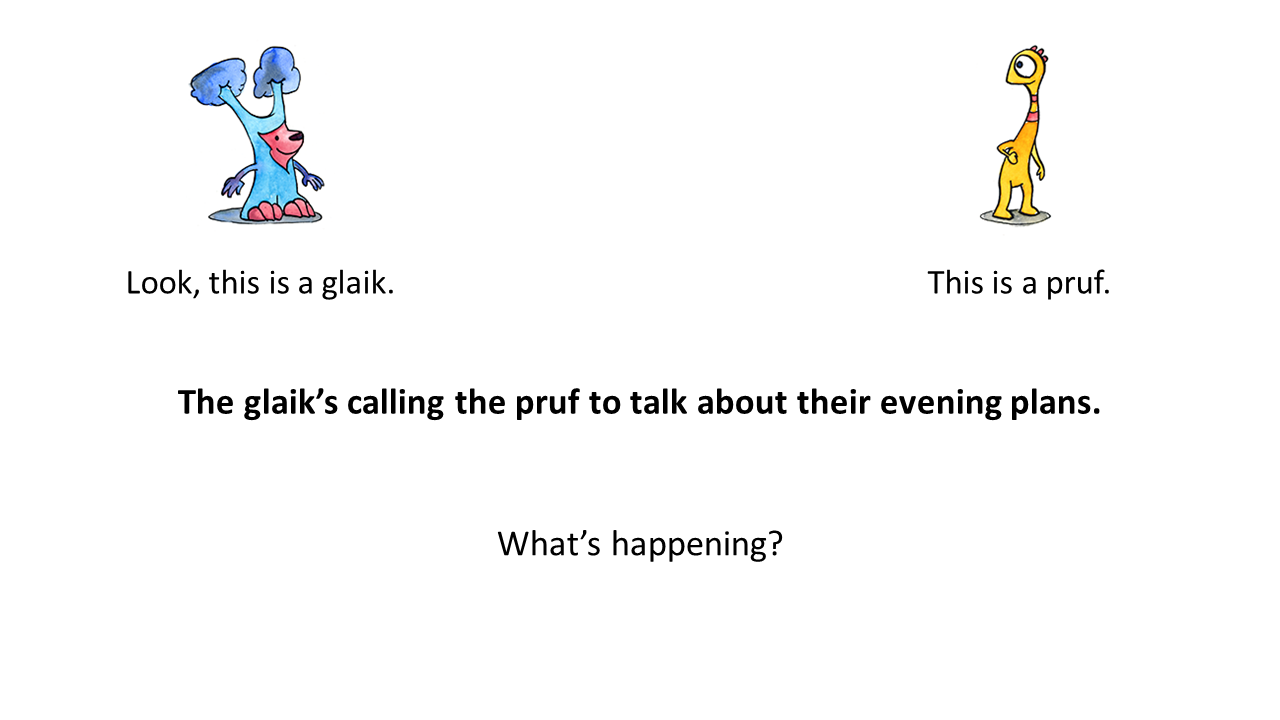 Look, this is a glaik.
This is a pruf.
The glaik’s calling the pruf to talk about their evening plans.
What’s happening?